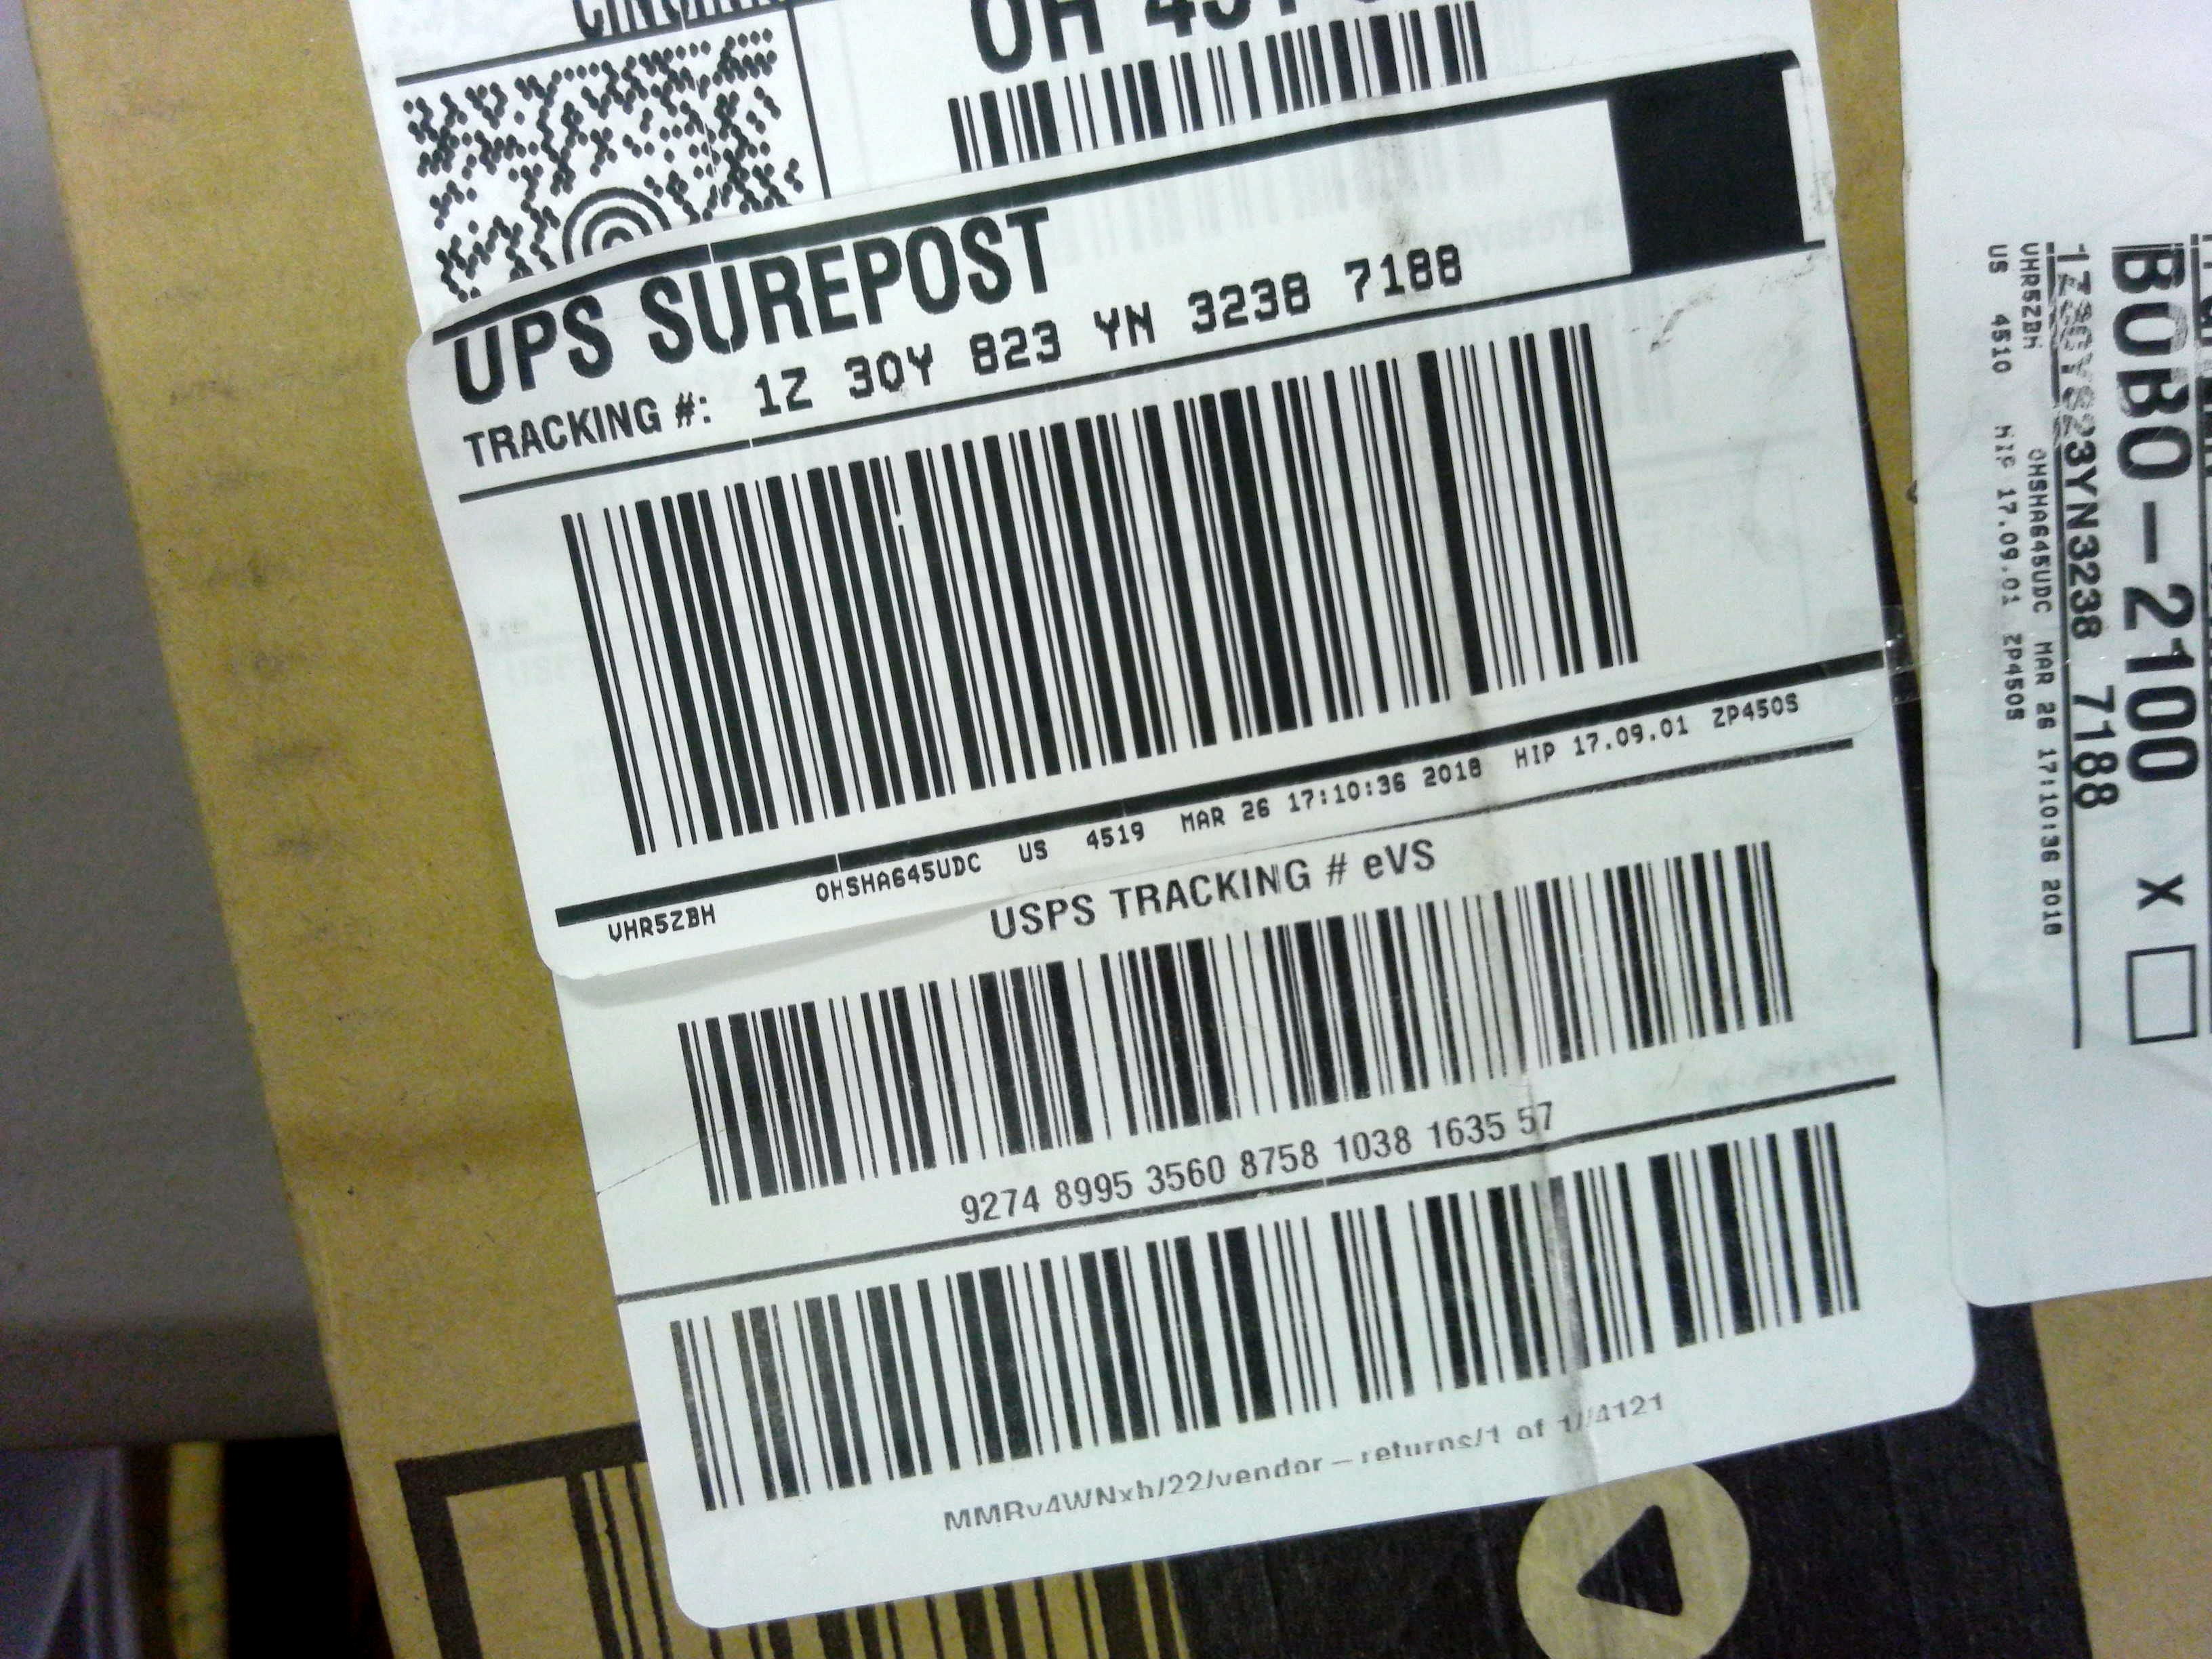 OH
UPS SUREPOST
TRACKING #: 1Z 30Y 823 YN 3238 7188
VHR5ZBH OHSHA645UDC US 4519 MAR 26 17:10:36 2018 HIP 17.09.01 ZP450S
USPS TRACKING # eVS
9274 8995 3560 8758 1038 1635 57
MMRv4WNxh/22/vendor – returns/1 of 1//4121
BOBO – 2100 X
1Z30Y823YN3238 7188
OHSHA645UDC MAR 26 17:10:36 2018
VHR5ZBH
US 4510 HIP 17.09.01 ZP450S